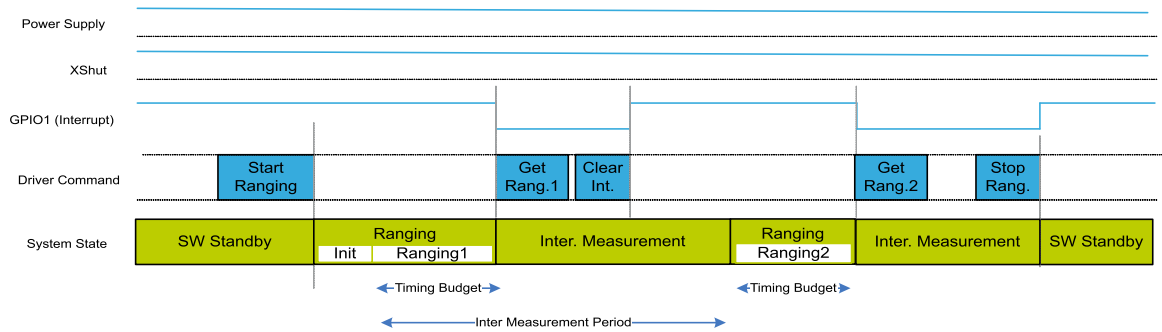 Power Supply
XShut
GPIO1 (Interrupt)
Driver Command
Start
Ranging
Get
Rang.1
Clear
Int.
Get
Rang.2
Stop
Rang.
System State
SW Standby
Ranging
Init
Ranging1
Inter. Measurement
Ranging
Ranging2
Inter. Measurement
SW Standby
Timing Budget
Timing Budget
Inter Measurement Period